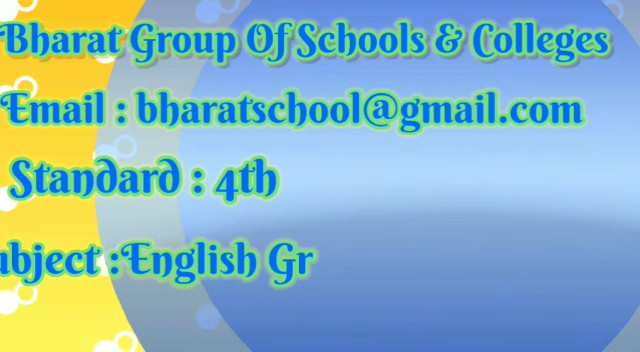 Bharat Group Of Schools & Colleges
Email : bharatschool@gmail.com
Standard : 4th
ubject :English Gr